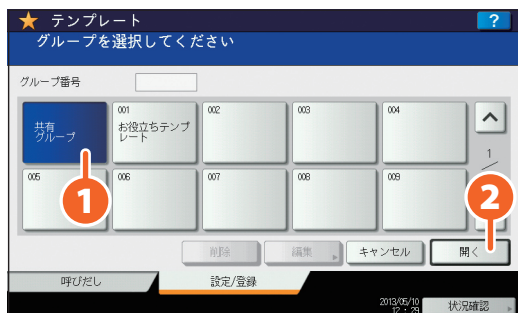 テンプレート
?
グループを選択してください
グループ番号
共有
グループ
001
お役立ちテンプ
レート
002
003
004
1
005
006
007
008
009
1
2
削除
編集
キャンセル
開く
呼びだし
設定/登録
2013/05/10
12:29
状況確認